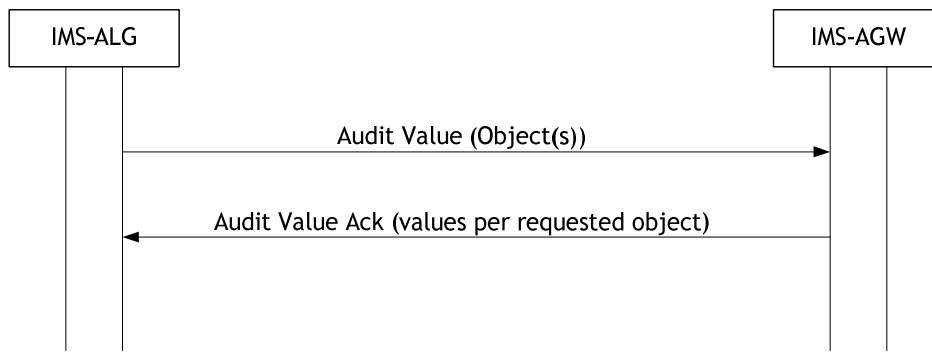 IMS-ALG
IMS-AGW
Audit Value (Object(s))
Audit Value Ack (values per requested object)